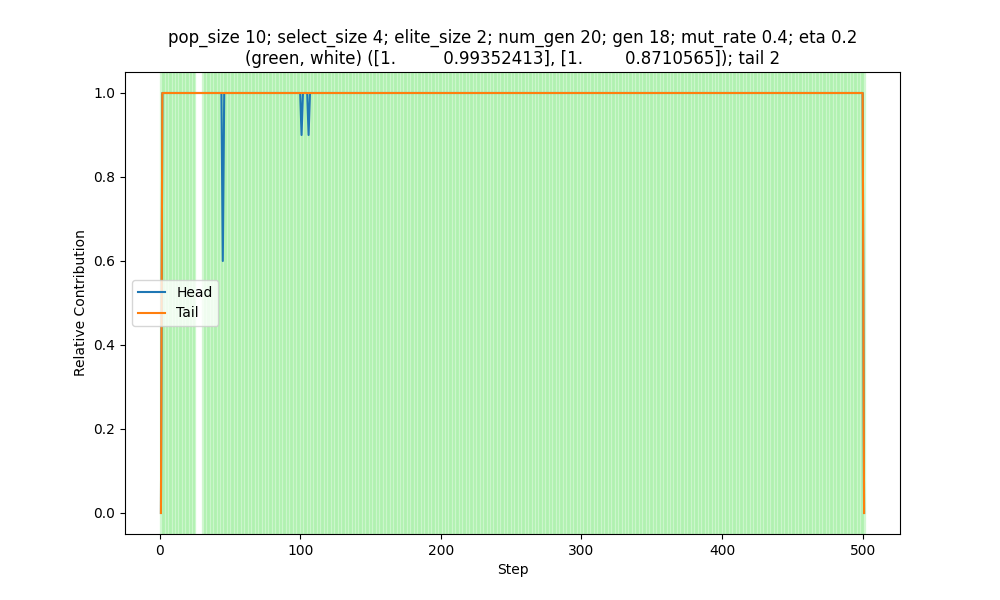 pop_size 10; select_size 4; elite_size 2; num_gen 20; gen 18; mut_rate 0.4; eta 0.2
(green, white) ([1.         0.99352413], [1.        0.8710565]); tail 2
1.0
0.8
0.6
0.4
0.2
0.0
Relative Contribution
Head
Tail
0
100
200
300
400
500
Step